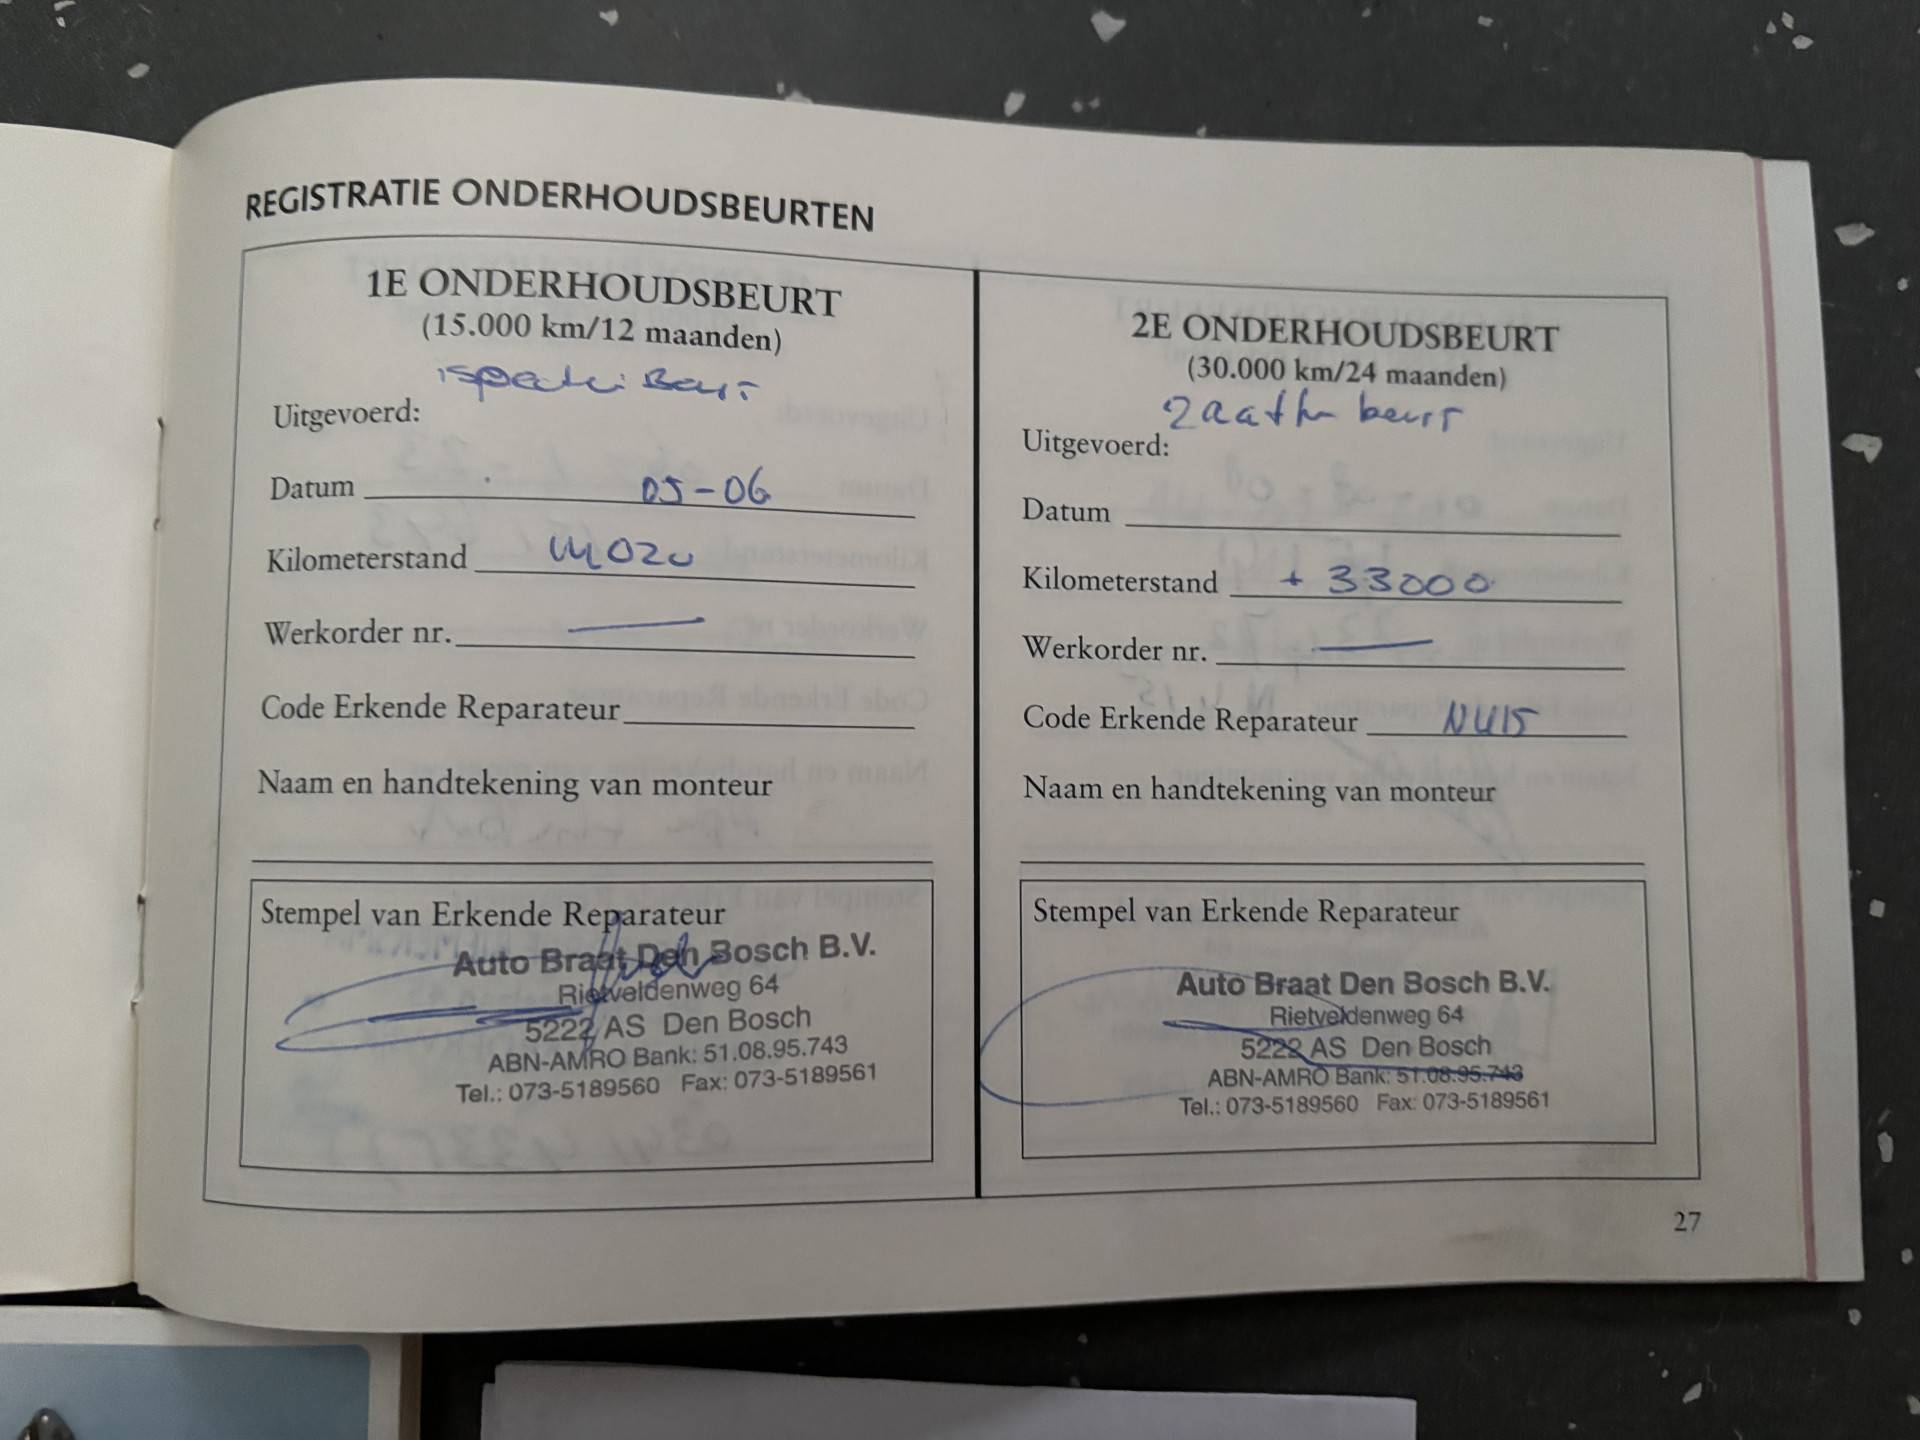 REGISTRATIE ONDERHOUDSBEURTEN
1E ONDERHOUDSBEURT
(15.000 km/12 maanden)
Beurt
Uitgevoerd:
Datum 05-06
Kilometerstand
Werkorder nr. —
Code Erkende Reparateur
Naam en handtekening van monteur
Stempel van Erkende Reparateur
Auto Braat Den Bosch B.V.
Rietveldenweg 64
5222 AS Den Bosch
ABN-AMRO Bank: 51.08.95.743
Tel.: 073-5189560 Fax: 073-5189561
2E ONDERHOUDSBEURT
(30.000 km/24 maanden)
beurt
Uitgevoerd:
Datum
Kilometerstand + 33000
Werkorder nr. —
Code Erkende Reparateur NU15
Naam en handtekening van monteur
Stempel van Erkende Reparateur
Auto Braat Den Bosch B.V.
Rietveldenweg 64
5222 AS Den Bosch
ABN-AMRO Bank: 51.08.95.743
Tel.: 073-5189560 Fax: 073-5189561
27